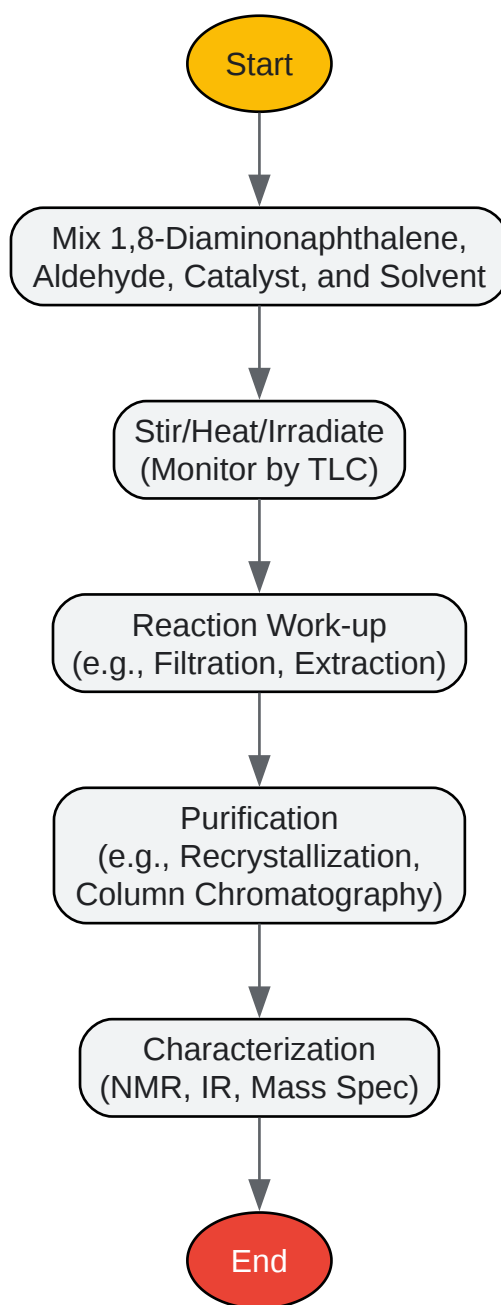 Start
Mix 1,8-Diaminonaphthalene,
Aldehyde, Catalyst, and Solvent
Stir/Heat/Irradiate
(Monitor by TLC)
Reaction Work-up
(e.g., Filtration, Extraction)
Purification
(e.g., Recrystallization,
Column Chromatography)
Characterization
(NMR, IR, Mass Spec)
End